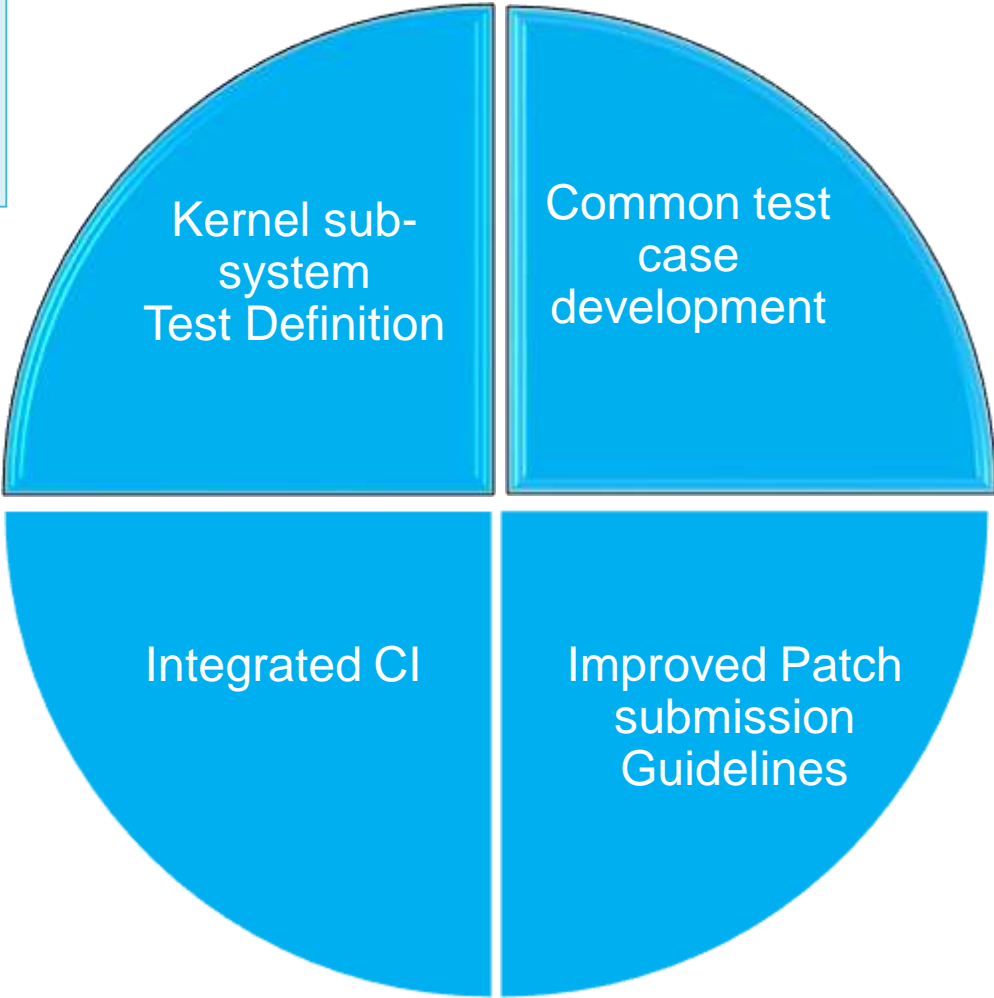 Kernel sub-
system
Test Definition
Common test
case
development
Integrated CI
Improved Patch
submission
Guidelines